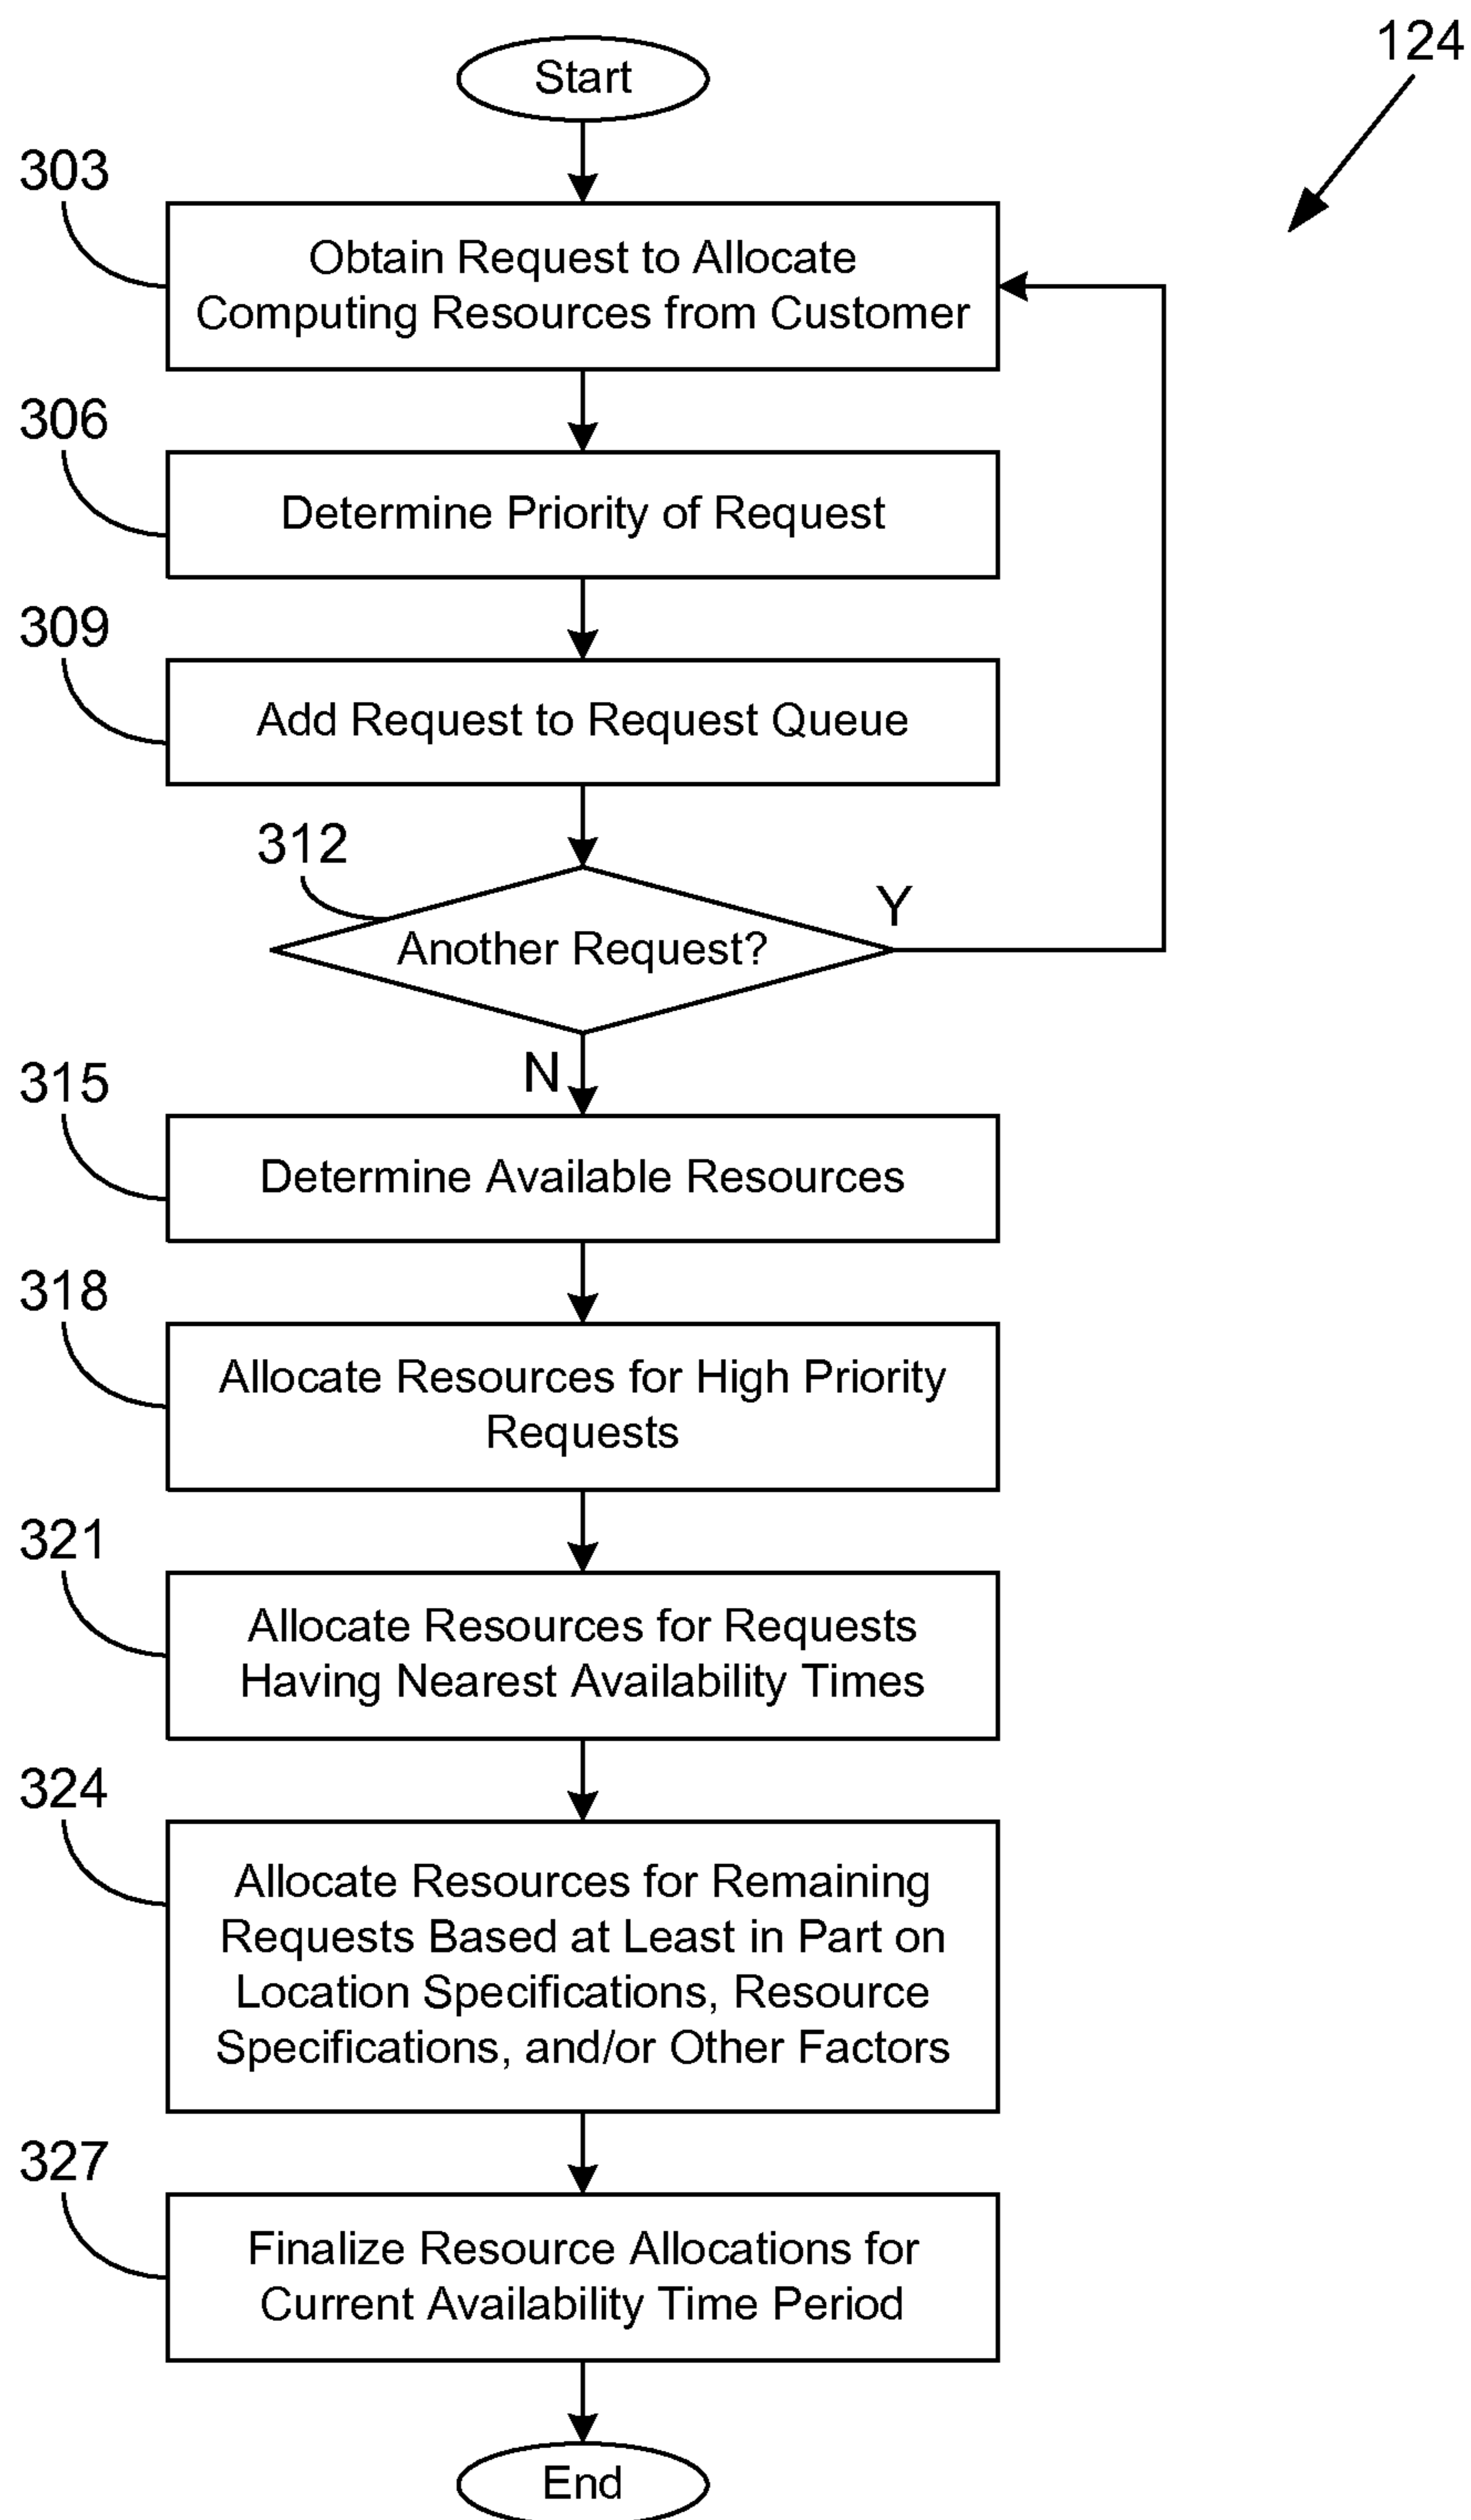 124
Start
303
Obtain Request to Allocate
Computing Resources from Customer
306
Determine Priority of Request
309
Add Request to Request Queue
312
Another Request?
Y
N
315
Determine Available Resources
318
Allocate Resources for High Priority
Requests
321
Allocate Resources for Requests
Having Nearest Availability Times
324
Allocate Resources for Remaining
Requests Based at Least in Part on
Location Specifications, Resource
Specifications, and/or Other Factors
327
Finalize Resource Allocations for
Current Availability Time Period
End